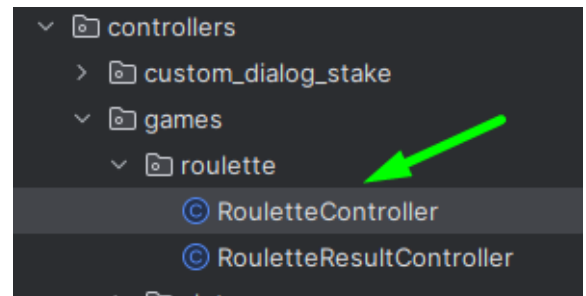 controllers
custom_dialog_stake
games
roulette
© RouletteController
© RouletteResultController